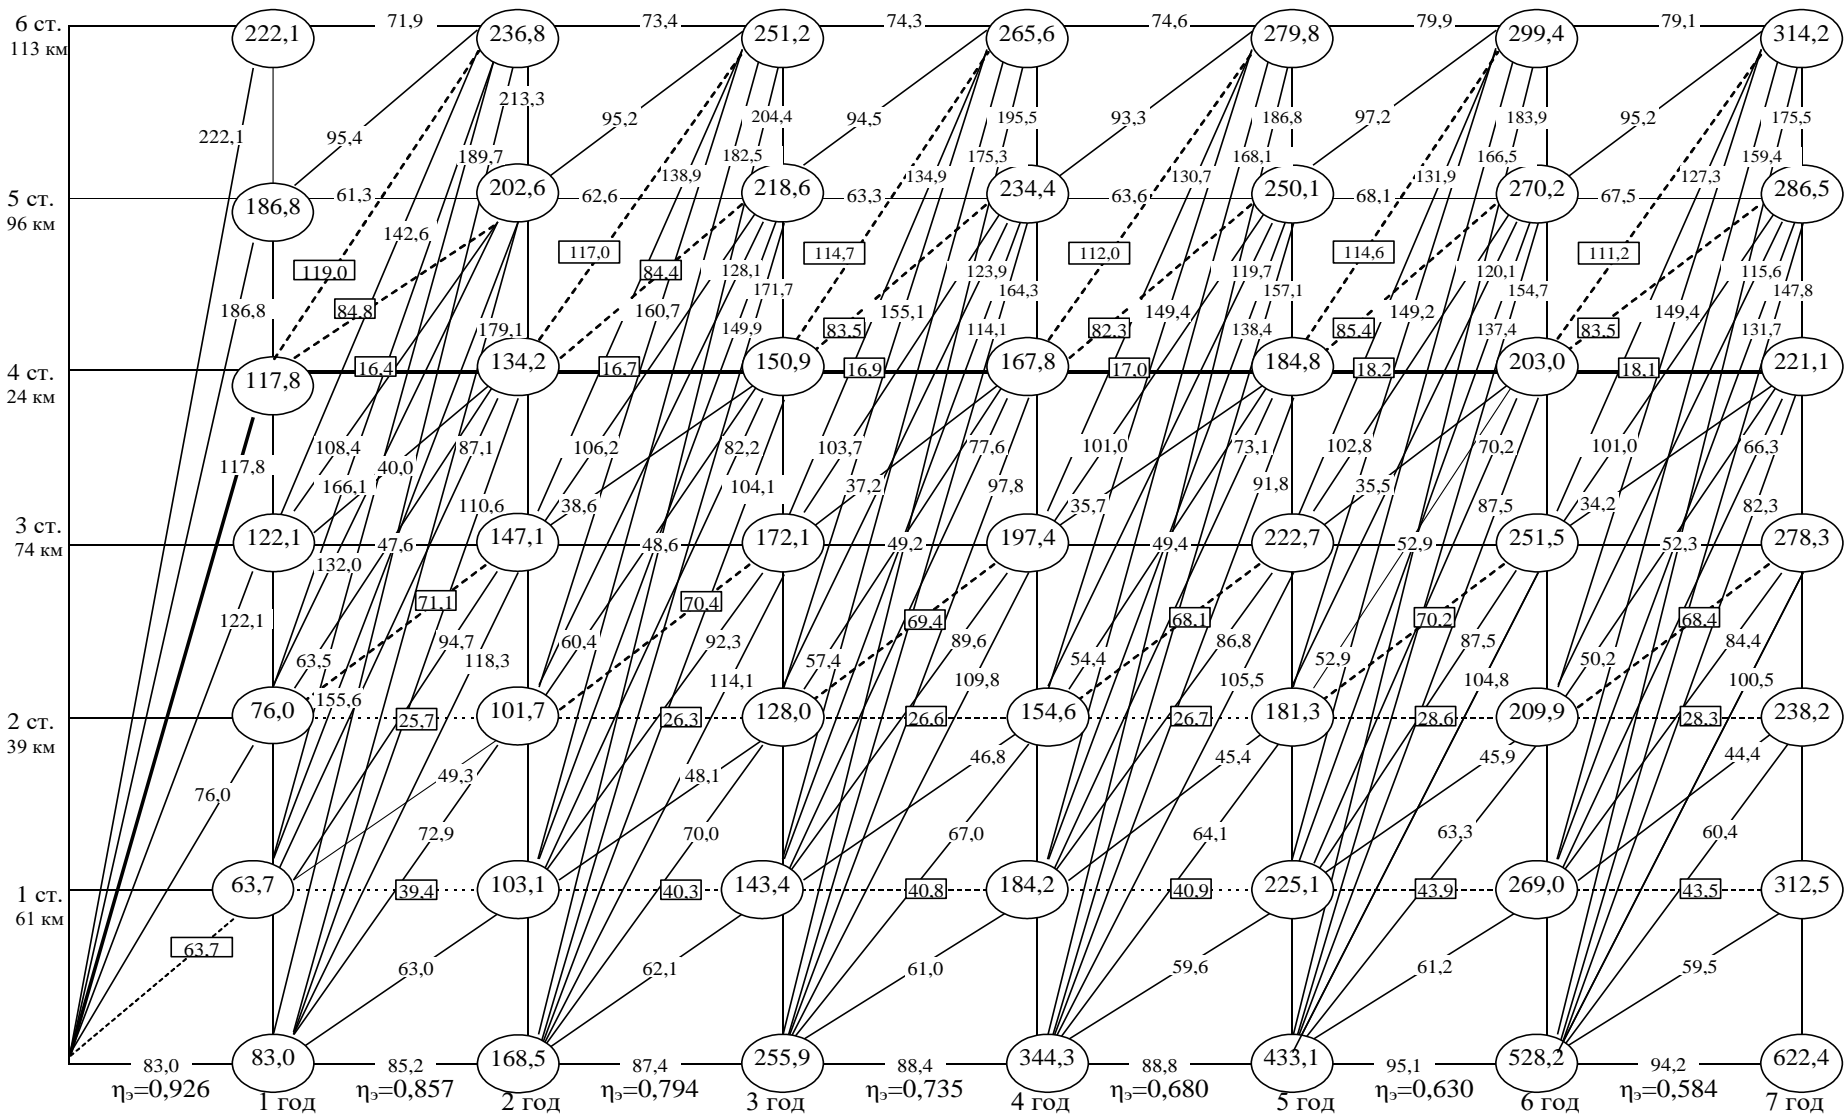 6 ст.
113 км
222,1 71,9 236,8 73,4 251,2 74,3 265,6 74,6 279,8 79,9 299,4 79,1 314,2
213,3 204,4 195,5 186,8 183,9 175,5
222,1 95,4 95,2 94,5 93,3 97,2 95,2
189,7 182,5 175,3 168,1 166,5 159,4
138,9 134,9 130,7 131,9 127,3
5 ст.
96 км
186,8 61,3 202,6 62,6 218,6 63,3 234,4 63,6 250,1 68,1 270,2 67,5 286,5
142,6
119,0 117,0 114,7 112,0 114,6 111,2
84,4 128,1 123,9 119,7 120,1 115,6
171,7 164,3 157,1 154,7 147,8
186,8 84,8 160,7 155,1 149,4 149,2 149,4
179,1 149,9 83,5 114,1 82,3 138,4 85,4 137,4 83,5 131,7
4 ст.
24 км
117,8 16,4 134,2 16,7 150,9 16,9 167,8 17,0 184,8 18,2 203,0 18,1 221,1
108,4 87,1 106,2 82,2 103,7 77,6 101,0 73,1 102,8 70,2 101,0 66,3
117,8 40,0
166,1 104,1 37,2 97,8 91,8 35,5
110,6 38,6 35,7 87,5 34,2 82,3
3 ст.
74 км
122,1 47,6 147,1 48,6 172,1 49,2 197,4 49,4 222,7 52,9 251,5 52,3 278,3
132,0
71,1 70,4 69,4 68,1 70,2 68,4
122,1 94,7 60,4 92,3 89,6 86,8 87,5 84,4
63,5 118,3 57,4 54,4 52,9 50,2
155,6 114,1 109,8 105,5 104,8 100,5
2 ст.
39 км
76,0 25,7 101,7 26,3 128,0 26,6 154,6 26,7 181,3 28,6 209,9 28,3 238,2
49,3 48,1 46,8 45,4 45,9 44,4
76,0
72,9 70,0 67,0 64,1 63,3 60,4
1 ст.
61 км
63,7 39,4 103,1 40,3 143,4 40,8 184,2 40,9 225,1 43,9 269,0 43,5 312,5
63,7
63,0 62,1 61,0 59,6 61,2 59,5
83,0 83,0 85,2 168,5 87,4 255,9 88,4 344,3 88,8 433,1 95,1 528,2 94,2 622,4
ηэ=0,926 ηэ=0,857 ηэ=0,794 ηэ=0,735 ηэ=0,680 ηэ=0,630 ηэ=0,584
1 год 2 год 3 год 4 год 5 год 6 год 7 год